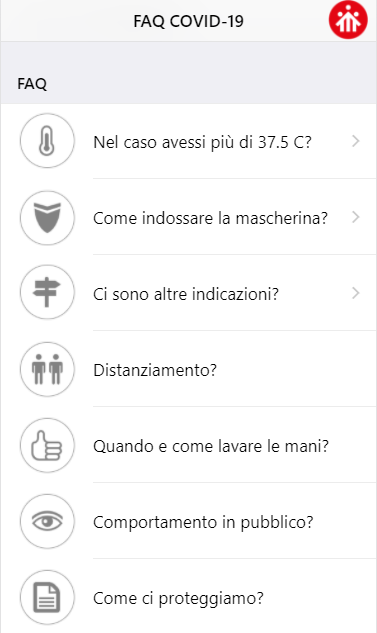 FAQ COVID-19
FAQ
Nel caso avessi più di 37.5 C?
Come indossare la mascherina?
Ci sono altre indicazioni?
Distanziamento?
Quando e come lavare le mani?
Comportamento in pubblico?
Come ci proteggiamo?